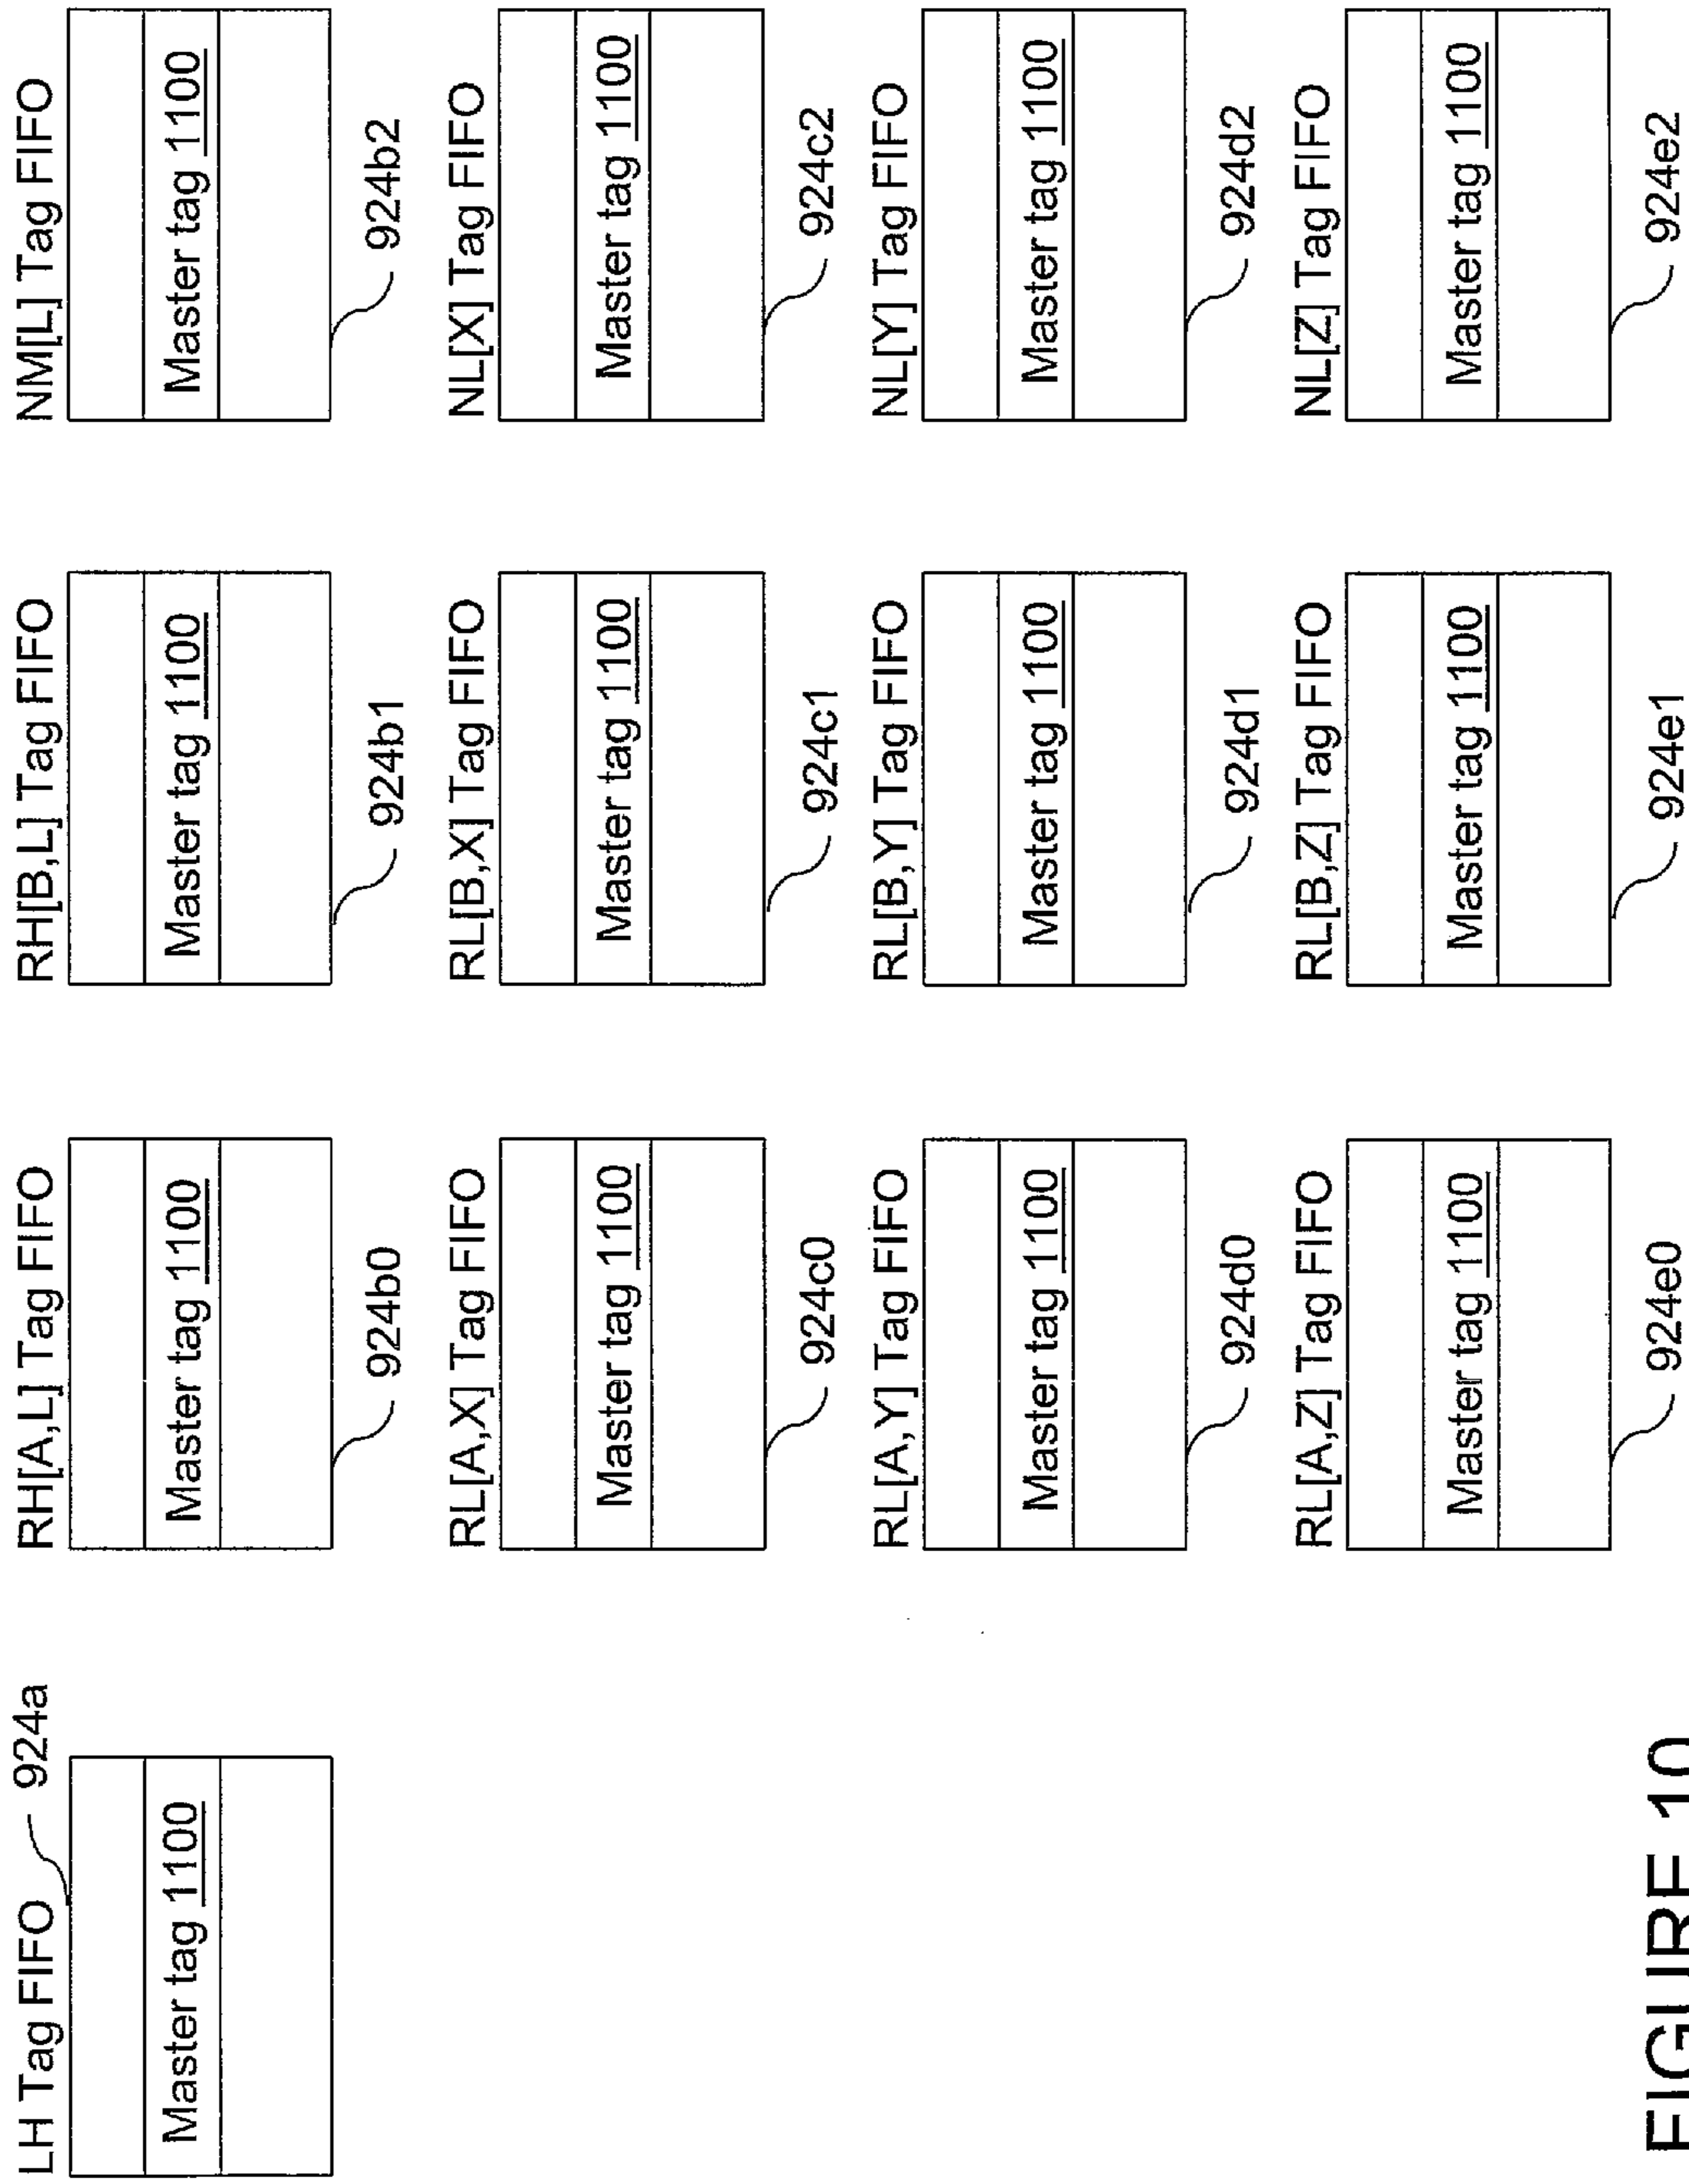 LH Tag FIFO
924a
Master tag 1100
RH[A,L] Tag FIFO
Master tag 1100
924b0
RH[B,L] Tag FIFO
Master tag 1100
924b1
NM[L] Tag FIFO
Master tag 1100
924b2
RL[A,X] Tag FIFO
Master tag 1100
924c0
RL[B,X] Tag FIFO
Master tag 1100
924c1
NL[X] Tag FIFO
Master tag 1100
924c2
RL[A,Y] Tag FIFO
Master tag 1100
924d0
RL[B,Y] Tag FIFO
Master tag 1100
924d1
NL[Y] Tag FIFO
Master tag 1100
924d2
RL[A,Z] Tag FIFO
Master tag 1100
924e0
RL[B,Z] Tag FIFO
Master tag 1100
924e1
NL[Z] Tag FIFO
Master tag 1100
924e2
FIGURE 10